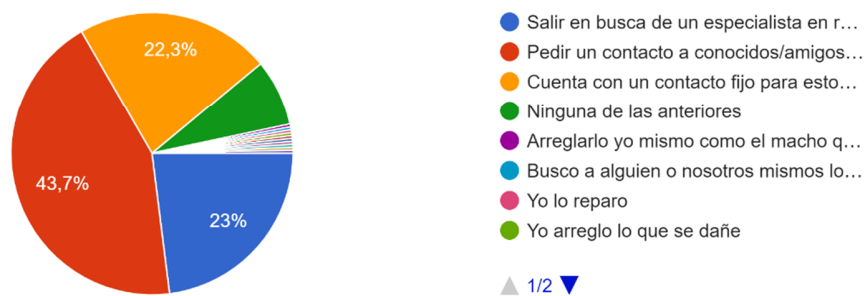 22,3%
43,7%
23%
Salir en busca de un especialista en r…
Pedir un contacto a conocidos/amigos…
Cuenta con un contacto fijo para esto…
Ninguna de las anteriores
Arreglarlo yo mismo como el macho q…
Busco a alguien o nosotros mismos lo…
Yo lo reparo
Yo arreglo lo que se dañe
1/2